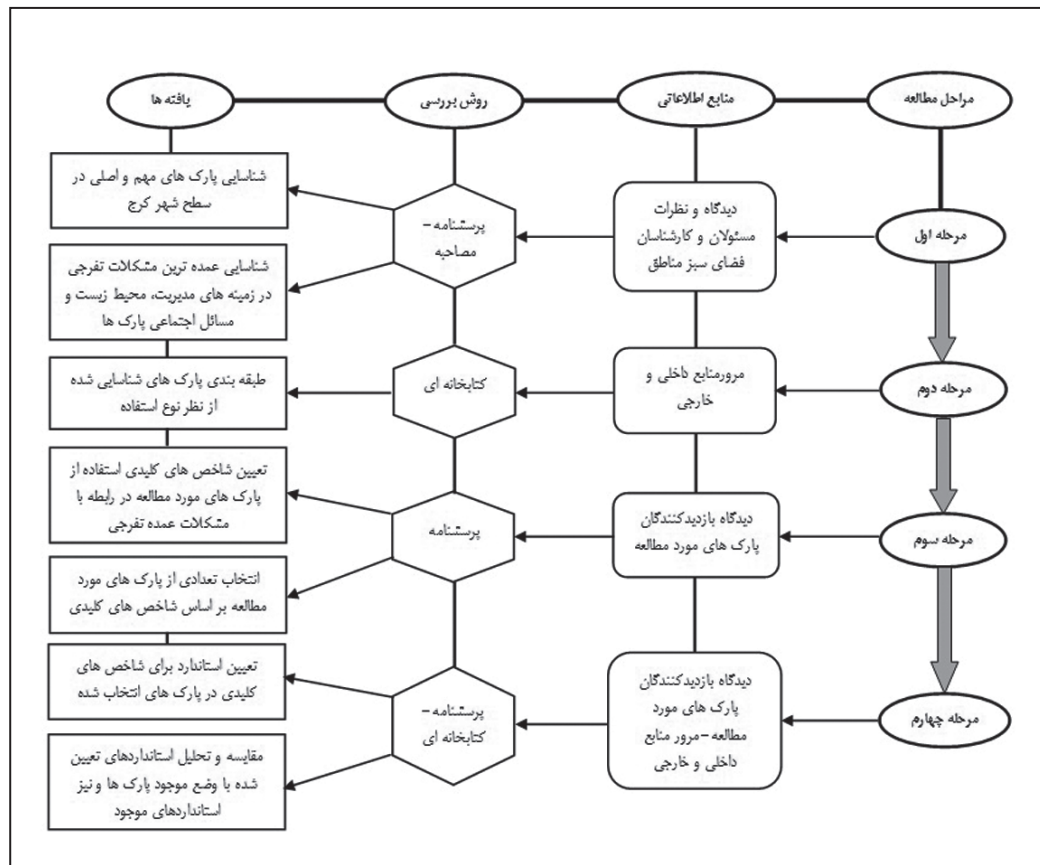 مراحل مطالعه
منابع اطلاعاتی
روش بررسی
یافته ها
مرحله اول
دیدگاه و نظرات
مسئولان و کارشناسان
فضای سبز مناطق
پرستنامه –
مصاحبه
شناسایی پارک های مهم و اصلی در
سطح شهر کرج
شناسایی عمده ترین مشکلات تفرجی
در زمینه های مدیریت، محیط زیست و
مسائل اجتماعی پارک ها
مرحله دوم
مرورمنابع داخلی و
خارجی
کتابخانه ای
طبقه بندی پارک های شناسایی شده
از نظر نوع استفاده
مرحله سوم
دیدگاه بازدیدکنندگان
پارک های مورد مطالعه
پرستنامه
تعیین شاخص های کلیدی استفاده از
پارک های مورد مطالعه در رابطه با
مشکلات عمده تفرجی
انتخاب تعدادی از پارک های مورد
مطالعه بر اساس شاخص های کلیدی
مرحله چهارم
دیدگاه بازدیدکنندگان
پارک های مورد
مطالعه –مرور منابع
داخلی و خارجی
پرستنامه –
کتابخانه ای
تعیین استاندارد برای شاخص های
کلیدی در پارک های انتخاب شده
مقایسه و تحلیل استانداردهای تعیین
شده با وضع موجود پارک ها و نیز
استانداردهای موجود